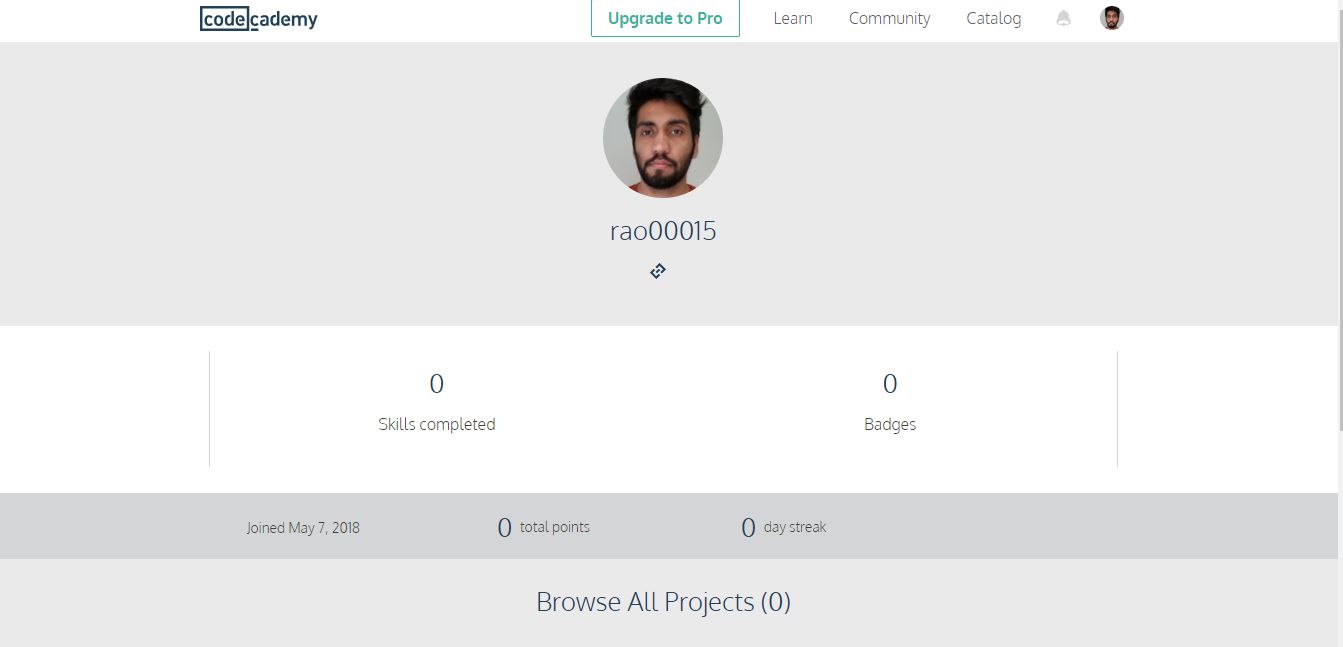 codecademy
Upgrade to Pro Learn Community Catalog
rao00015
0 0
Skills completed Badges
Joined May 7, 2018 0 total points 0 day streak
Browse All Projects (0)